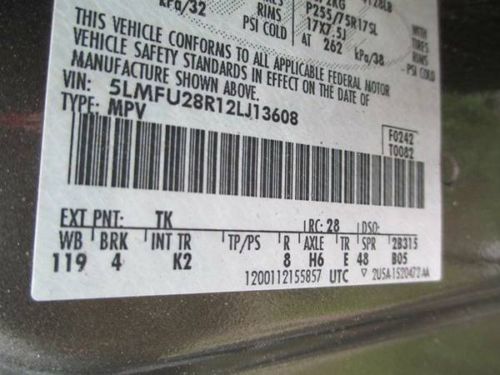 kPa/32 RIMS 2KG 4128LB
PSI COLD P255/75R17SL
17X7.5J TIRES
AT 262 kPa/38 RIMS
PSI COLD
THIS VEHICLE CONFORMS TO ALL APPLICABLE FEDERAL MOTOR
VEHICLE SAFETY STANDARDS IN EFFECT ON THE DATE OF
MANUFACTURE SHOWN ABOVE.
VIN: 5LMFU28R12LJ13608
TYPE: MPV
F0242
T0082
EXT PNT: TK RC: 28 DSO:
WB BRK INT TR TP/PS R AXLE TR SPR 2B315
119 4 K2 8 H6 E 48 B05
1200112155857 UTC 2USA1520472AA